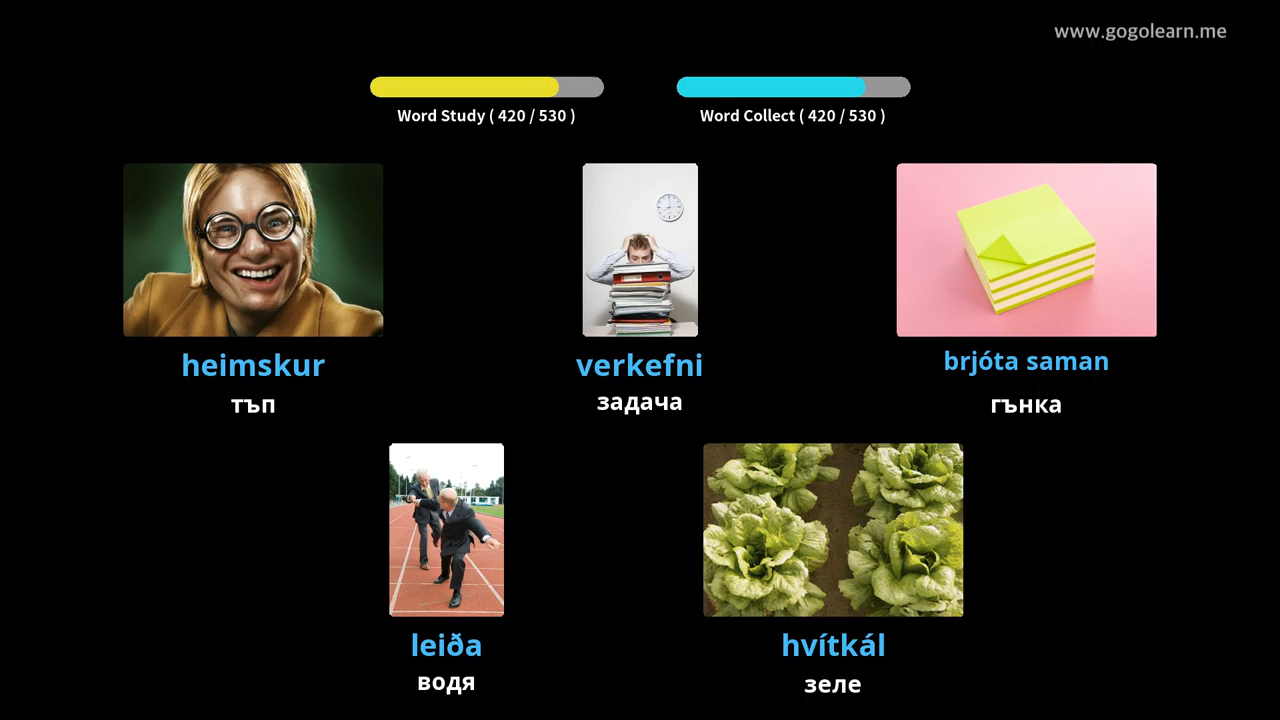 www.gogolearn.me
Word Study ( 420 / 530 )
Word Collect ( 420 / 530 )
heimskur
тъп
verkefni
задача
brjóta saman
гънка
leiða
водя
hvítkál
зеле